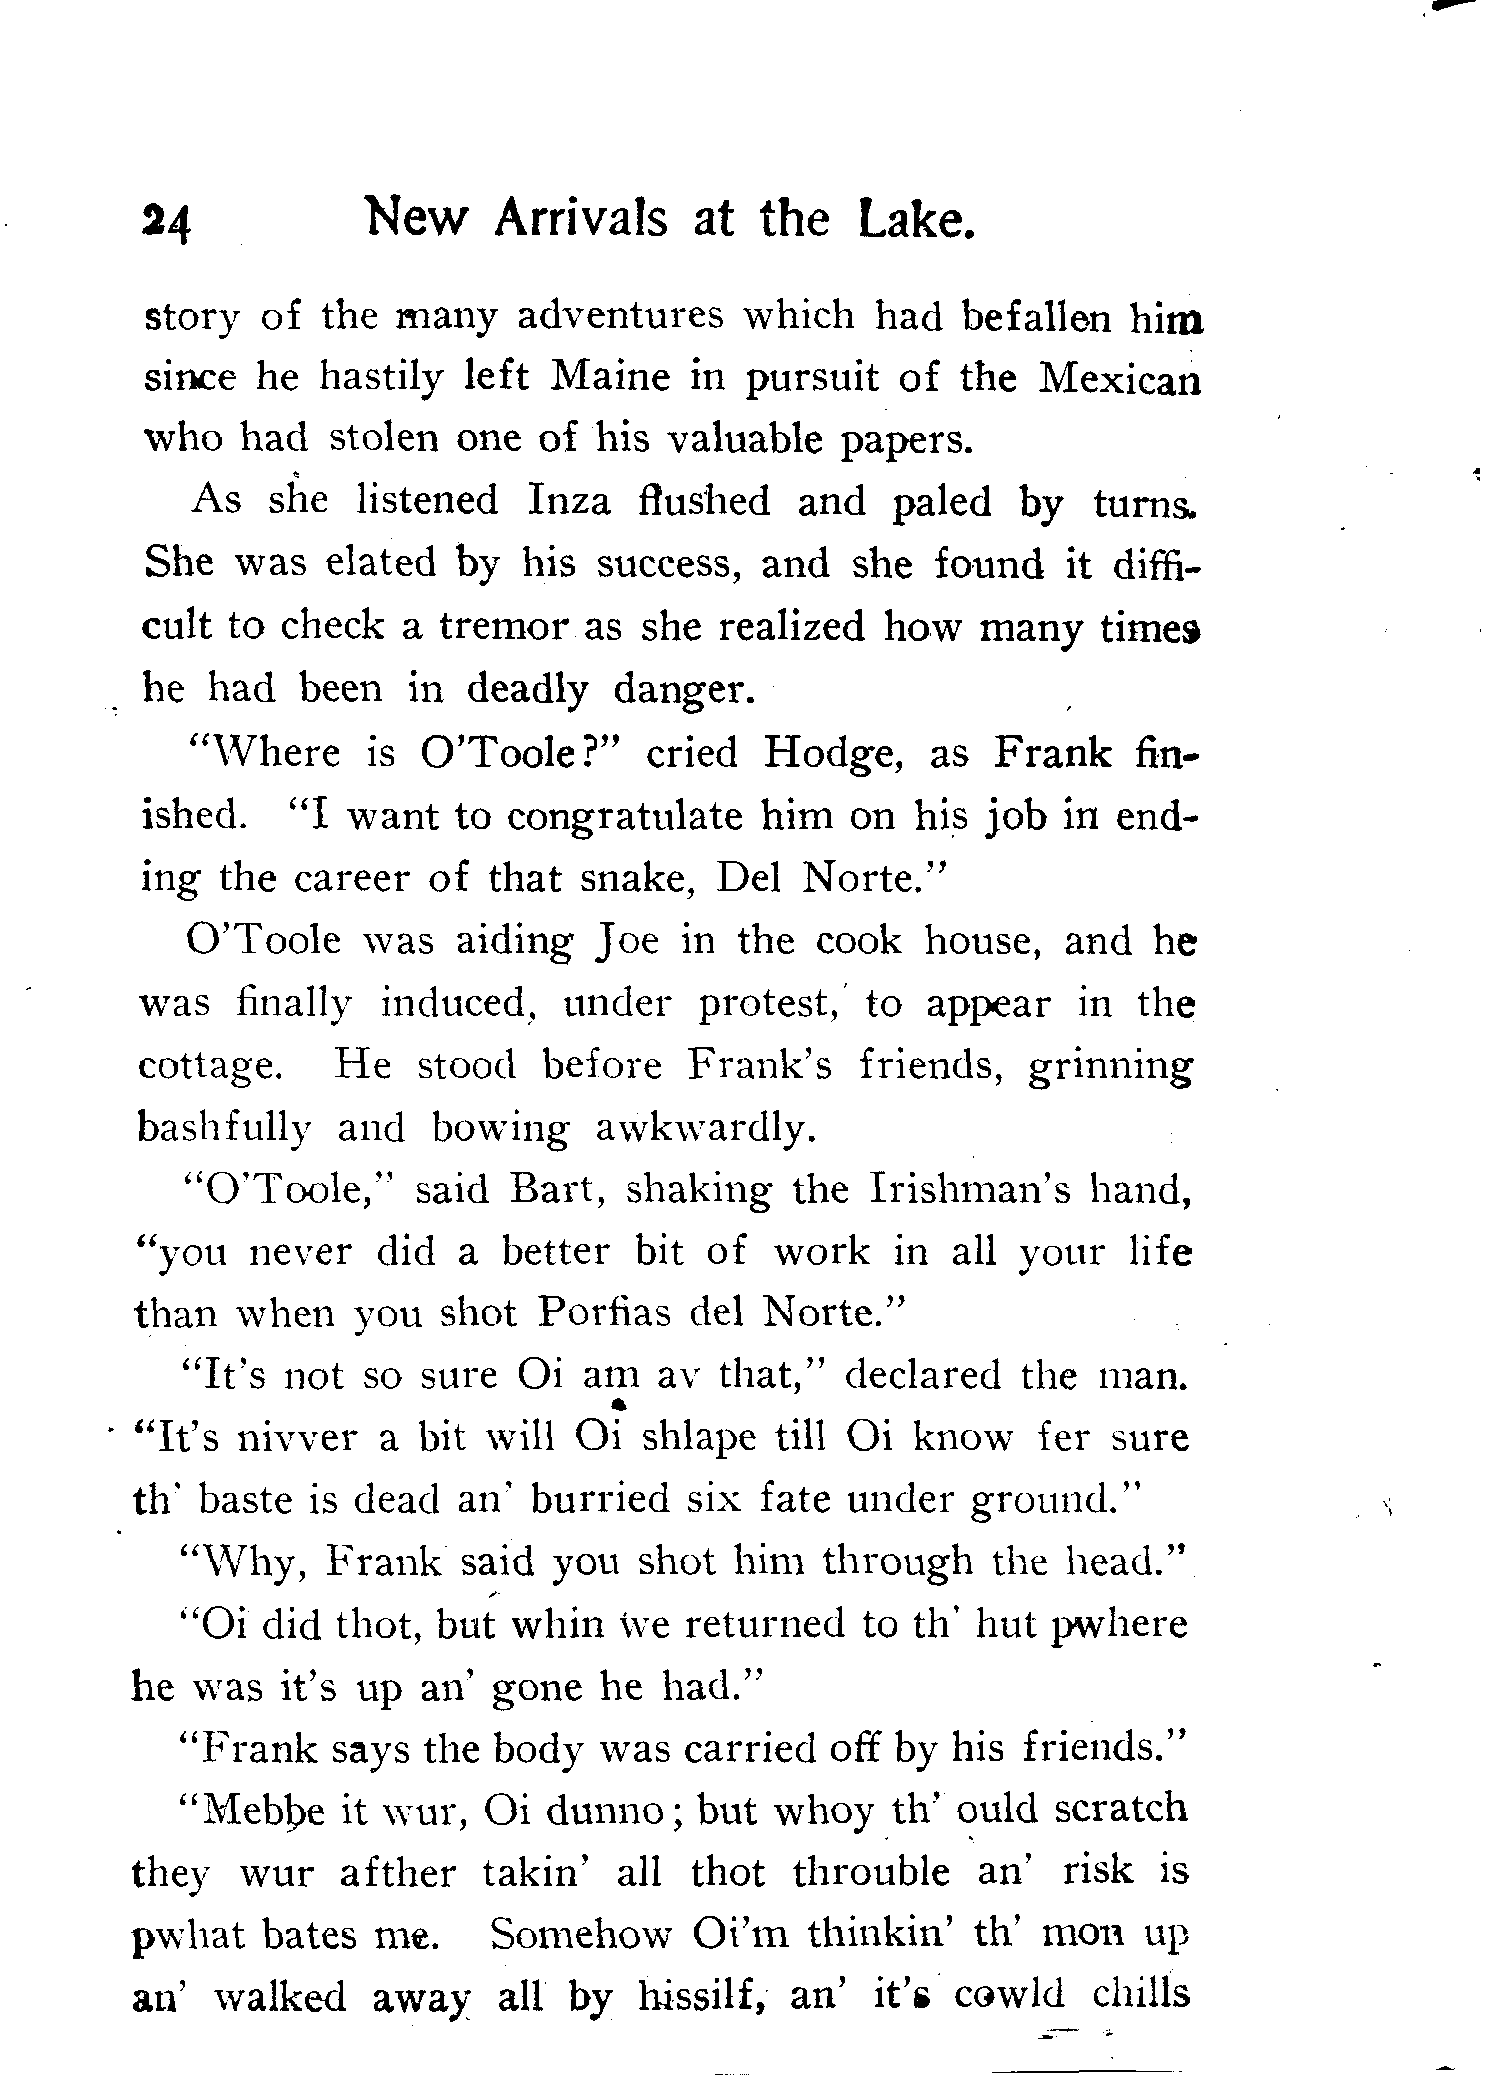 24 New Arrivals at the Lake.
story of the many adventures which had befallen him
since he hastily left Maine in pursuit of the Mexican
who had stolen one of his valuable papers.
As she listened Inza flushed and paled by turns.
She was elated by his success, and she found it diffi-
cult to check a tremor as she realized how many times
he had been in deadly danger.
"Where is O'Toole?" cried Hodge, as Frank fin-
ished. "I want to congratulate him on his job in end-
ing the career of that snake, Del Norte."
O'Toole was aiding Joe in the cook house, and he
was finally induced, under protest, to appear in the
cottage. He stood before Frank's friends, grinning
bashfully and bowing awkwardly.
"O'Toole," said Bart, shaking the Irishman's hand,
"you never did a better bit of work in all your life
than when you shot Porfias del Norte."
"It's not so sure Oi am av that," declared the man.
"It's nivver a bit will Oi shlape till Oi know fer sure
th' baste is dead an' burried six fate under ground."
"Why, Frank said you shot him through the head."
"Oi did thot, but whin we returned to th' hut pwhere
he was it's up an' gone he had."
"Frank says the body was carried off by his friends."
"Mebbe it wur, Oi dunno; but whoy th' ould scratch
they wur afther takin' all thot throuble an' risk is
pwhat bates me. Somehow Oi'm thinkin' th' mon up
an' walked away all by hissilf, an' it's cowld chills